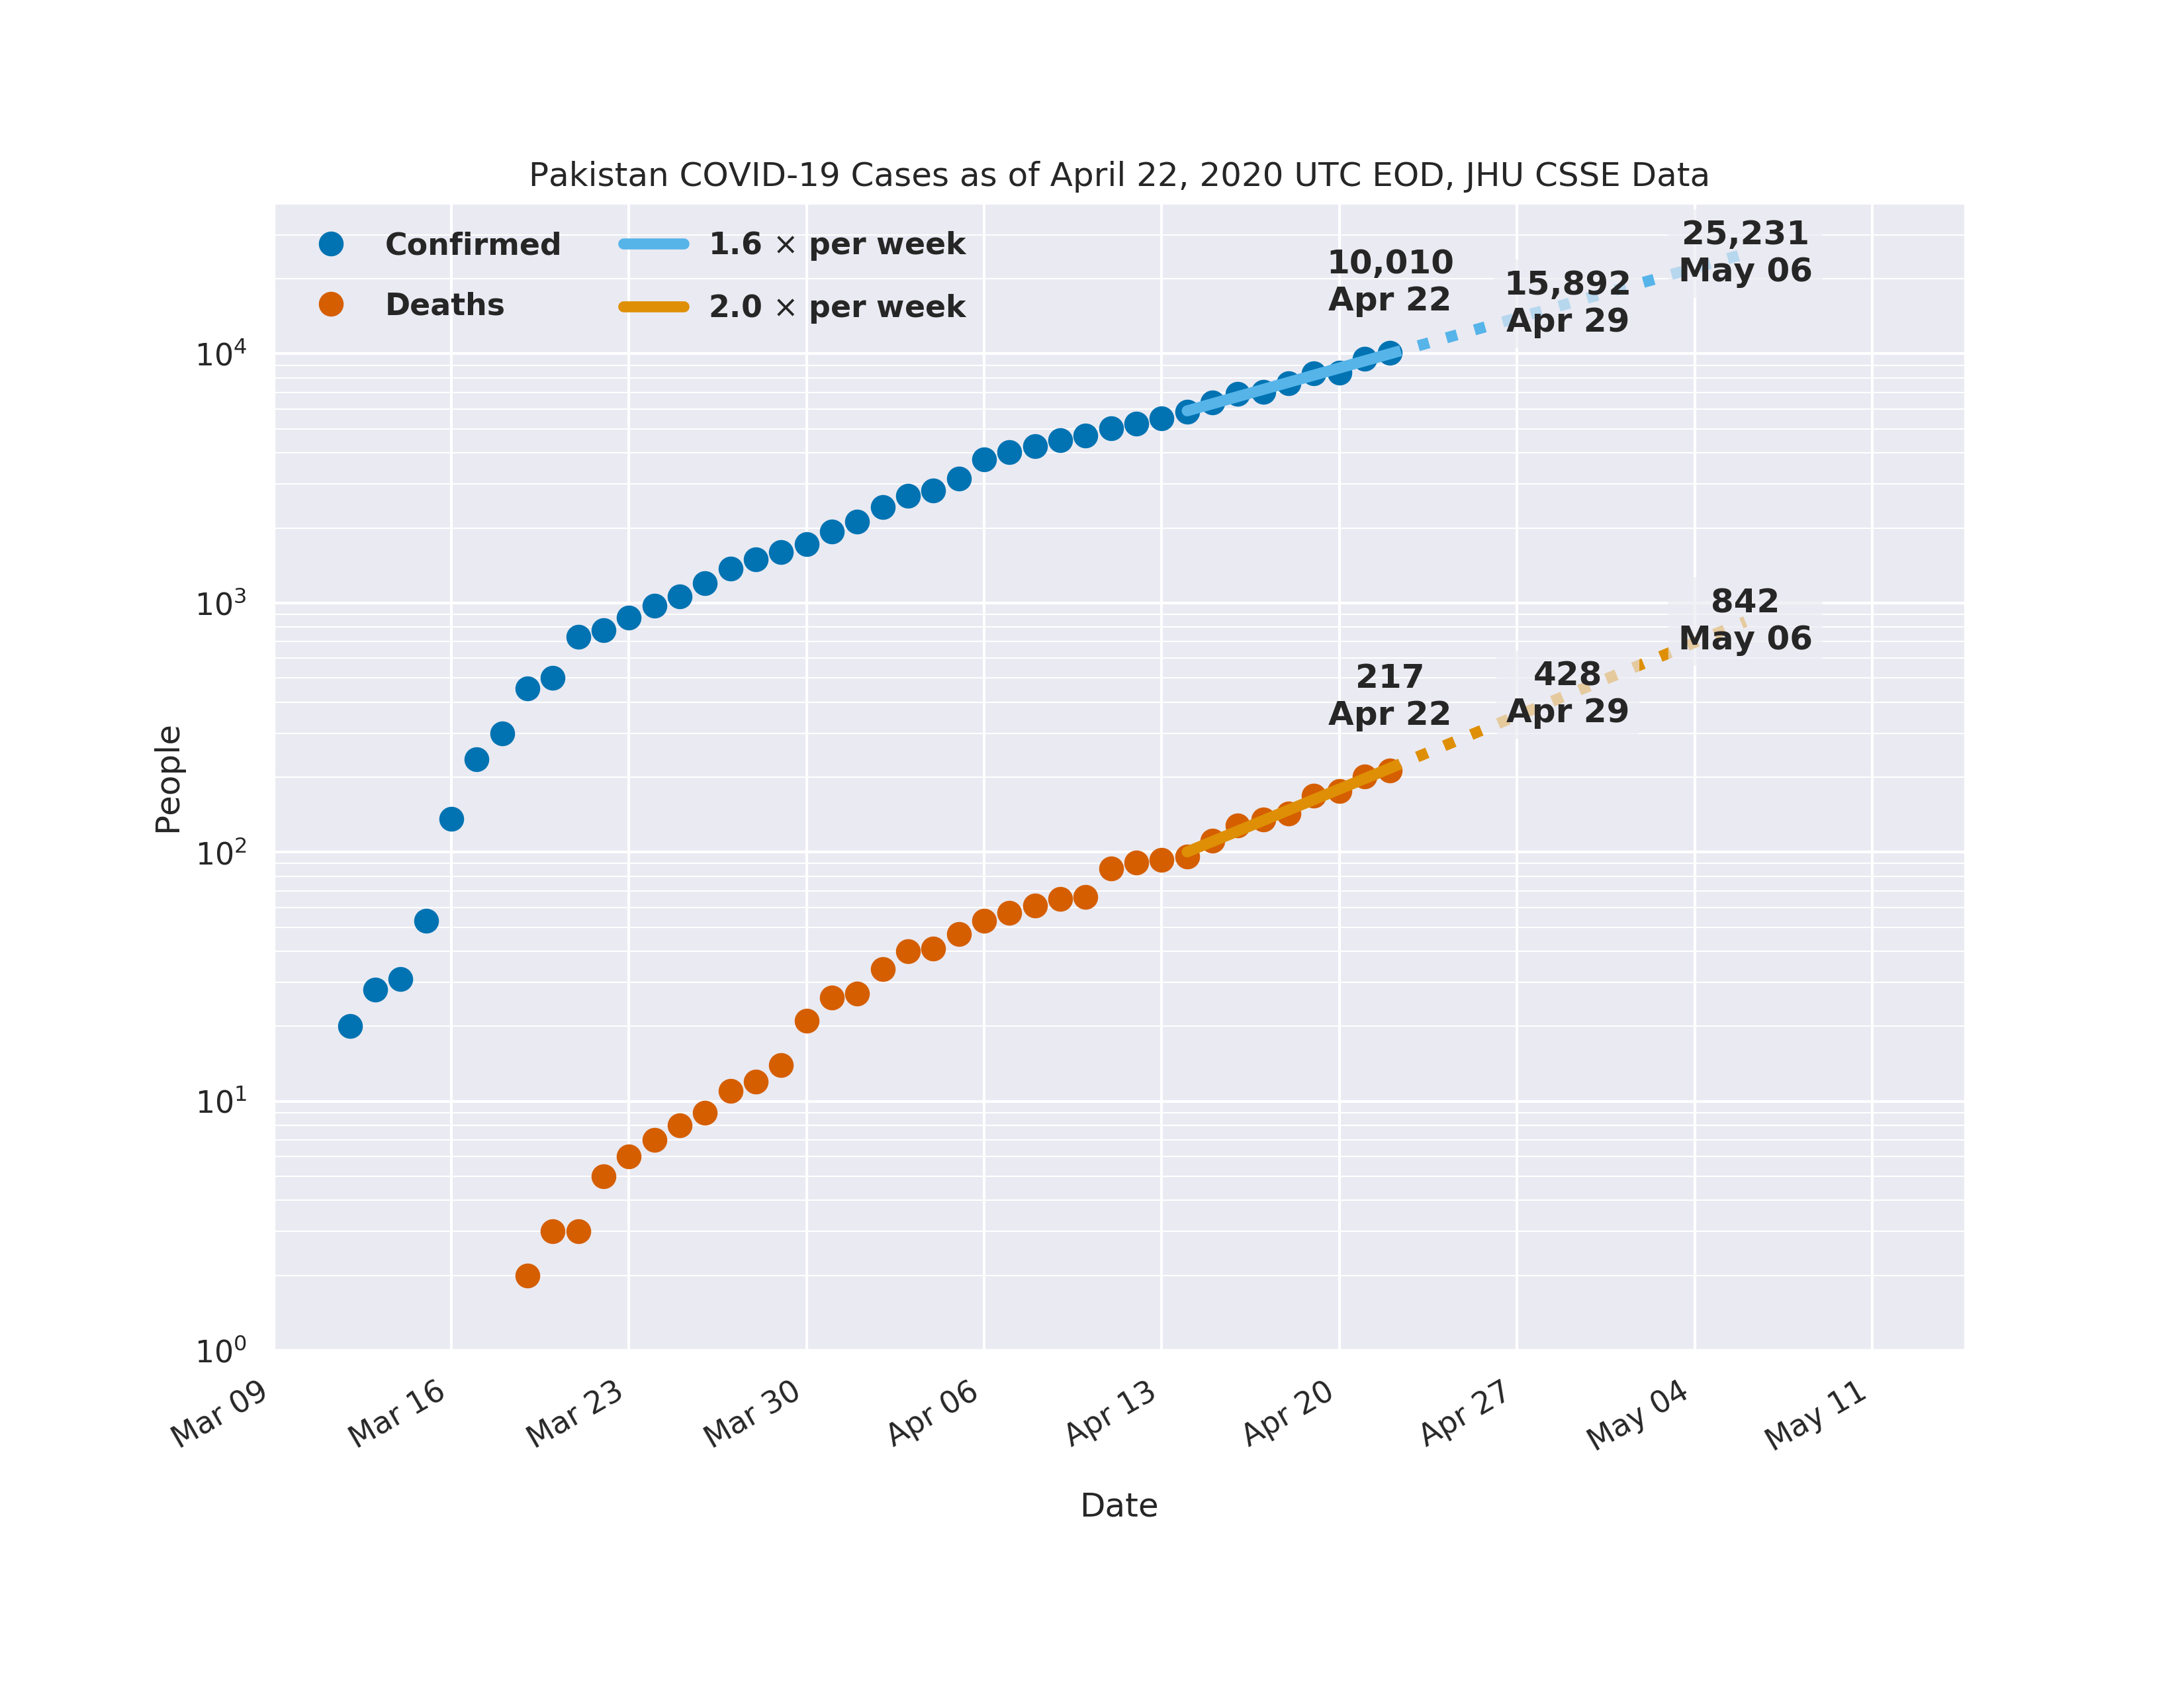 Pakistan COVID-19 Cases as of April 22, 2020 UTC EOD, JHU CSSE Data
Confirmed
Deaths
1.6 × per week
2.0 × per week
10,010
Apr 22
15,892
Apr 29
25,231
May 06
217
Apr 22
428
Apr 29
842
May 06
People
10⁴
10³
10²
10¹
10⁰
Mar 09
Mar 16
Mar 23
Mar 30
Apr 06
Apr 13
Apr 20
Apr 27
May 04
May 11
Date